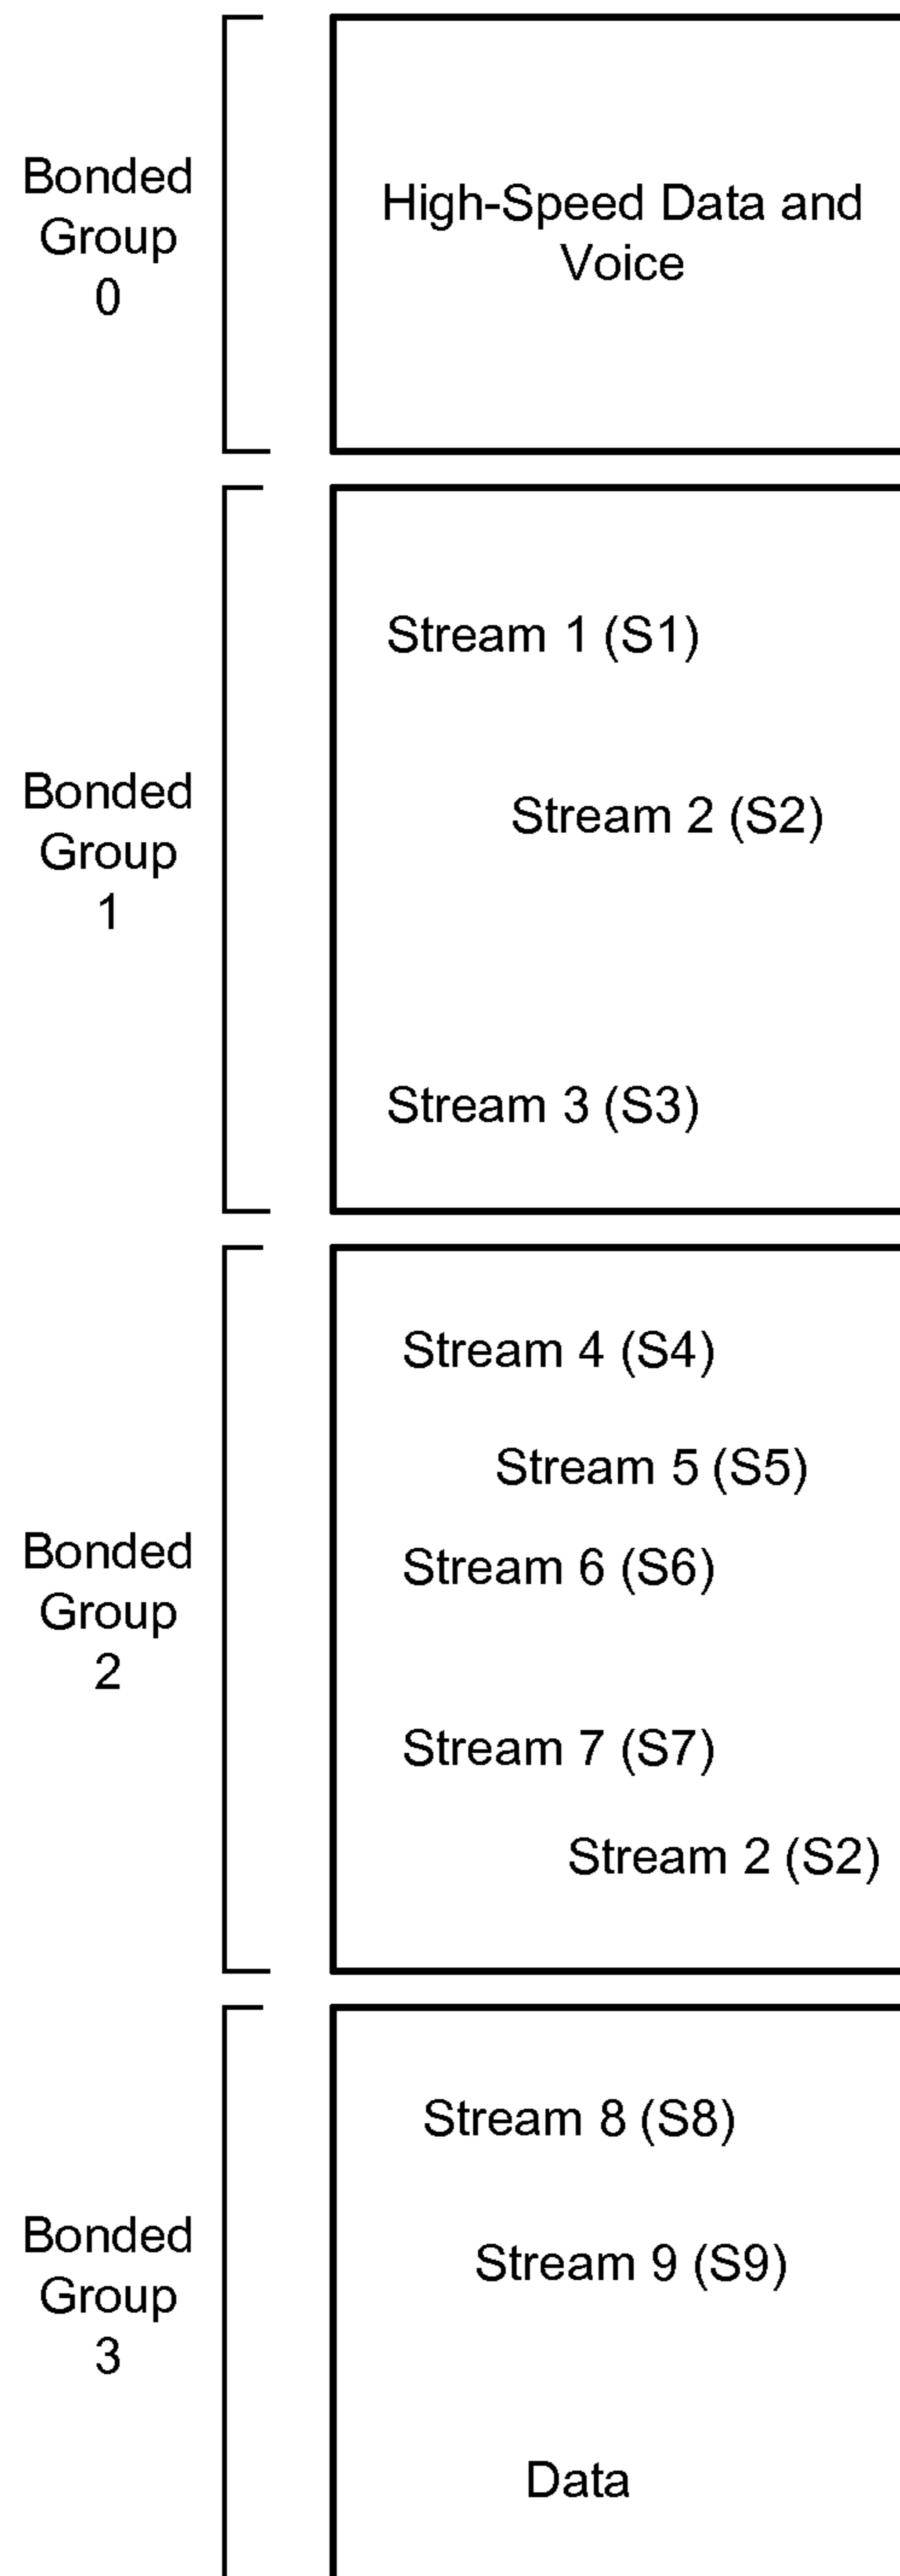 Bonded
Group
0
High-Speed Data and
Voice
Bonded
Group
1
Stream 1 (S1)
Stream 2 (S2)
Stream 3 (S3)
Bonded
Group
2
Stream 4 (S4)
Stream 5 (S5)
Stream 6 (S6)
Stream 7 (S7)
Stream 2 (S2)
Bonded
Group
3
Stream 8 (S8)
Stream 9 (S9)
Data